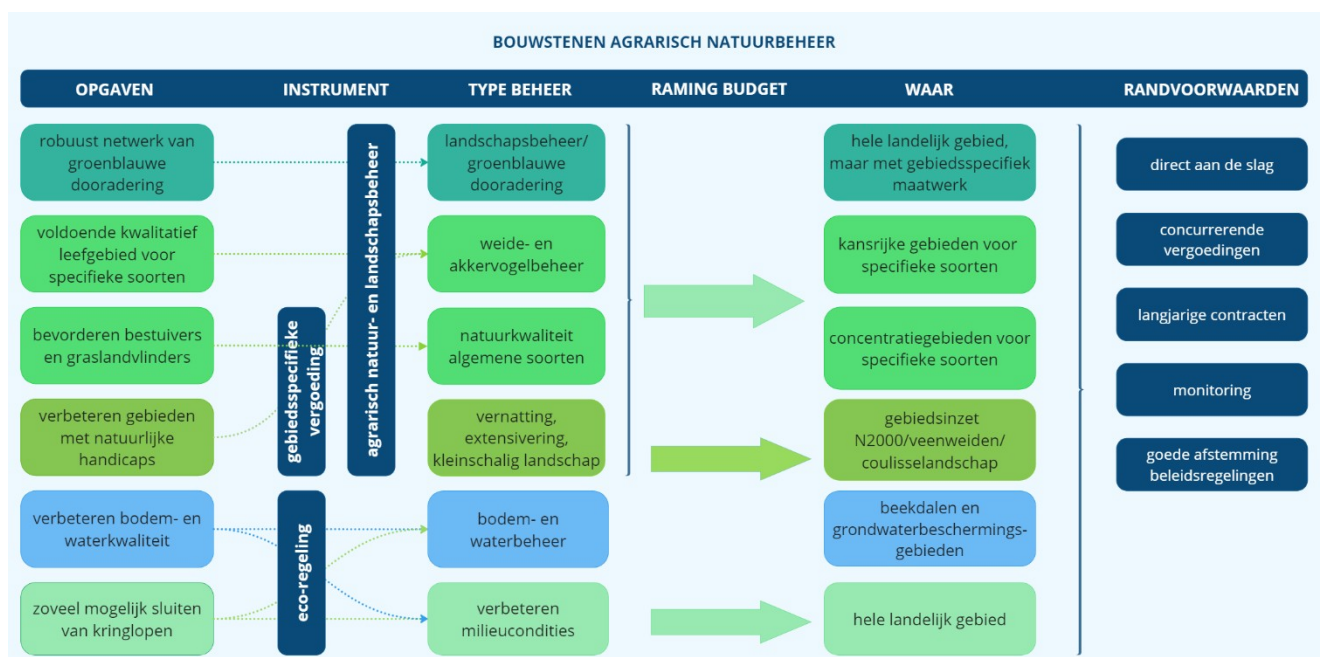 BOUWSTENEN AGRARISCH NATUURBEHEER
OPGAVEN
INSTRUMENT
TYPE BEHEER
RAMING BUDGET
WAAR
RANDVOORWAARDEN
robuust netwerk van
groenblauwe
dooradering
voldoende kwalitatief
leefgebied voor
specifieke soorten
bevorderen bestuivers
en graslandvlinders
verbeteren gebieden
met natuurlijke
handicaps
verbeteren bodem- en
waterkwaliteit
zoveel mogelijk sluiten
van kringlopen
gebiedsspecifieke
vergoeding
agrarisch natuur- en landschapsbeheer
eco-regeling
landschapsbeheer/
groenblauwe
dooradering
weide- en
akkervogelbeheer
natuurkwaliteit
algemene soorten
vernatting,
extensivering,
kleinschalig landschap
bodem- en
waterbeheer
verbeteren
milieucondities
hele landelijk gebied,
maar met gebiedsspecifiek
maatwerk
kansrijke gebieden voor
specifieke soorten
concentratiegebieden voor
specifieke soorten
gebiedsinzet
N2000/veenweiden/
coulisselandschap
beekdalen en
grondwaterbeschermings-
gebieden
hele landelijk gebied
direct aan de slag
concurrerende
vergoedingen
langjarige contracten
monitoring
goede afstemming
beleidsregelingen